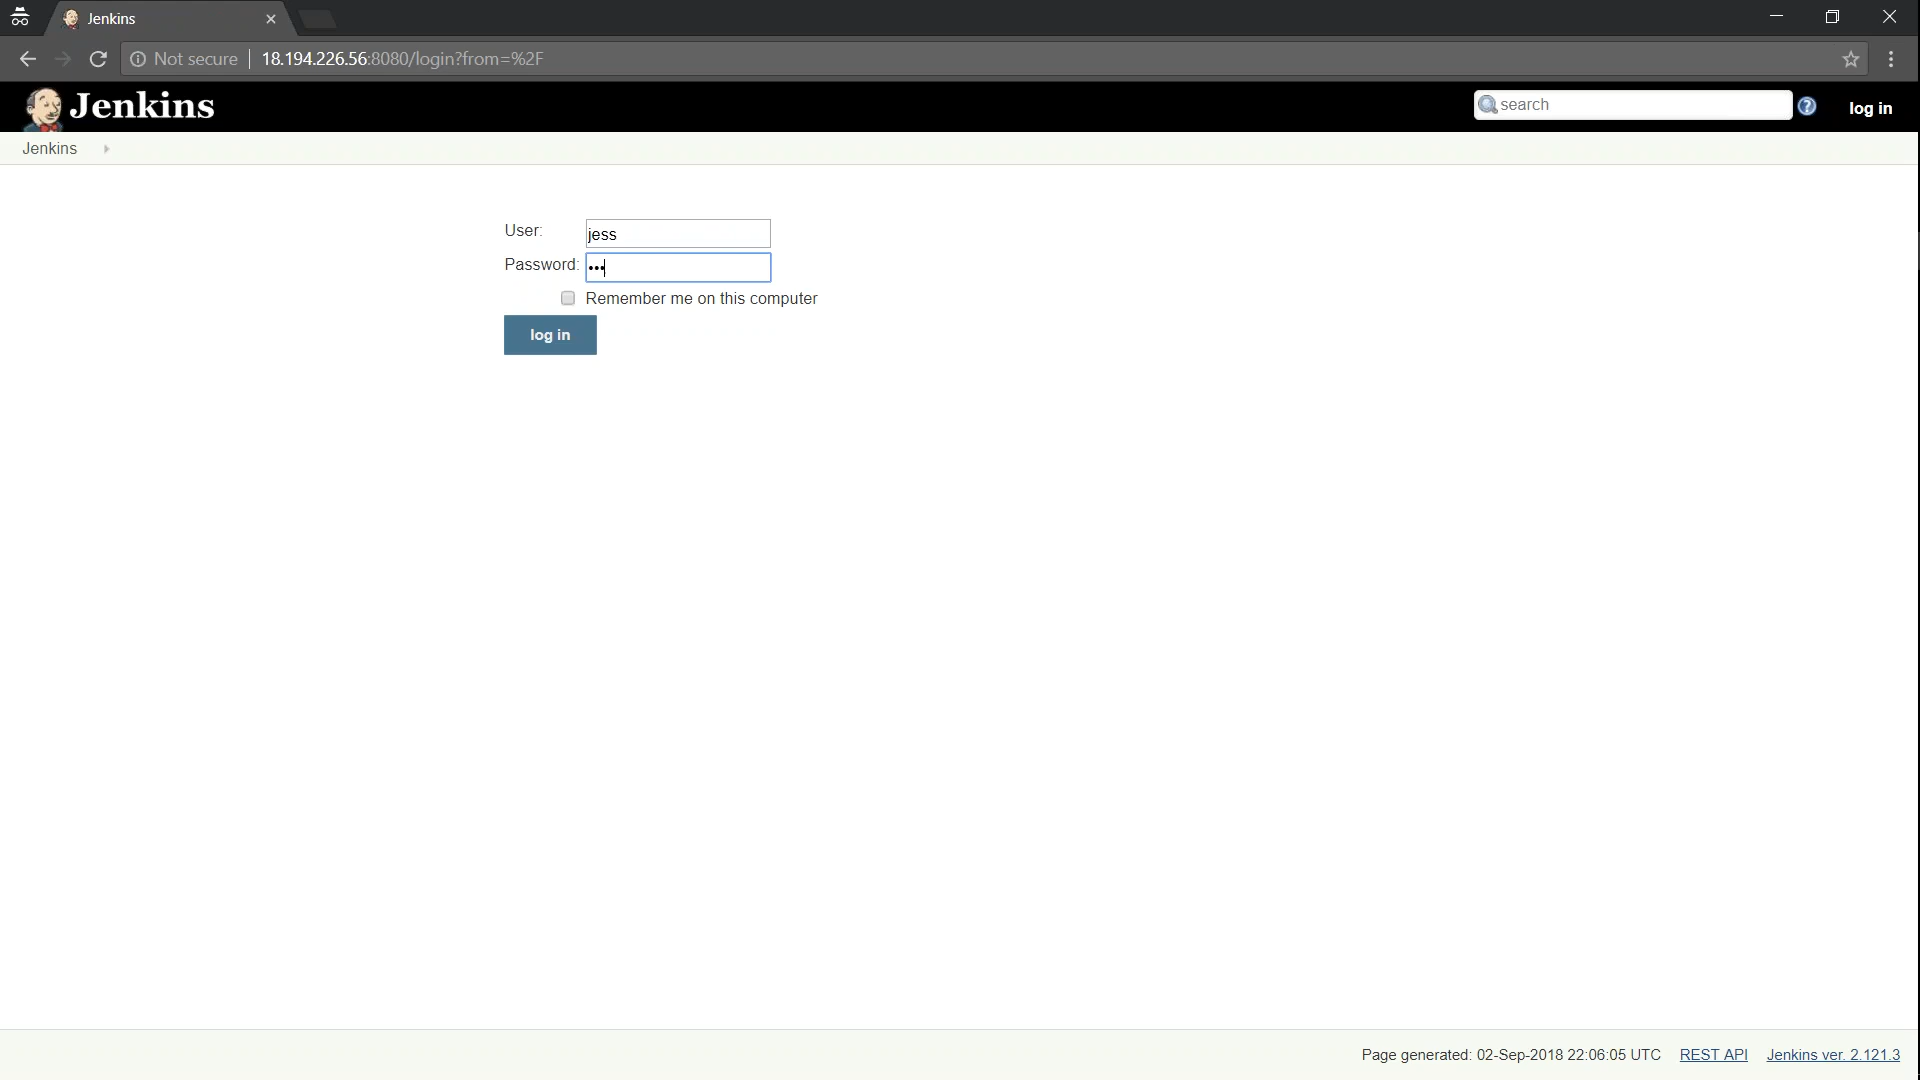 Jenkins
Not secure 18.194.226.56:8080/login?from=%2F
Jenkins
search
log in
Jenkins
User: jess
Password: •••
Remember me on this computer
log in
Page generated: 02-Sep-2018 22:06:05 UTC REST API Jenkins ver. 2.121.3